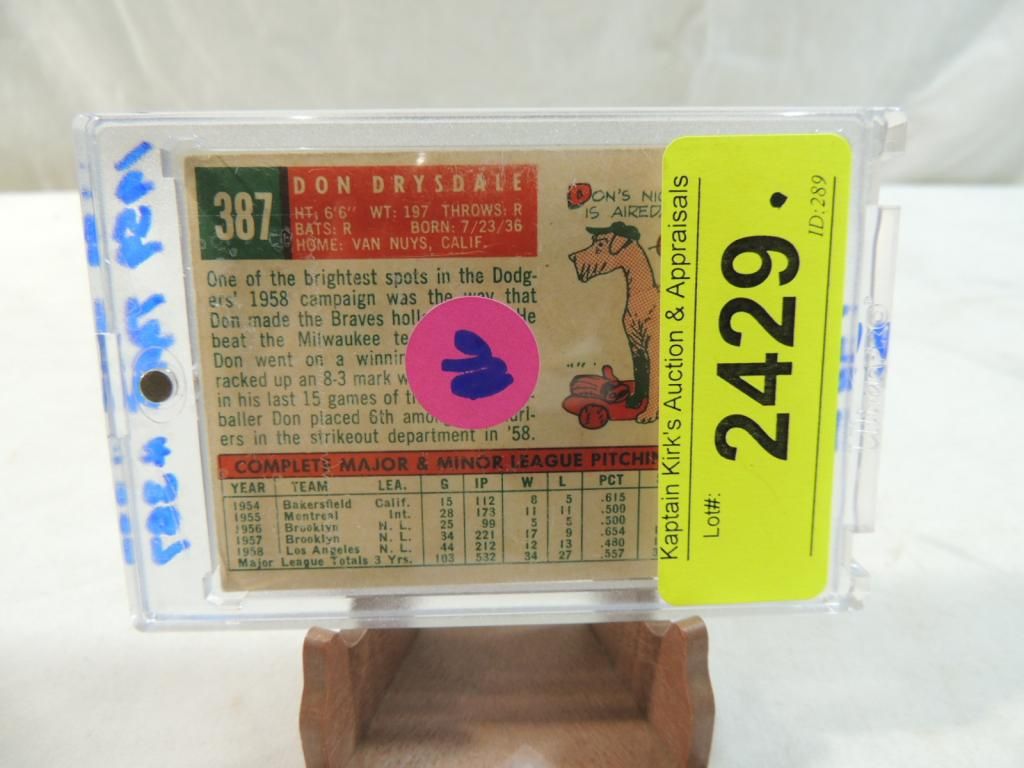 387
DON DRYSDALE
HT: 6'6" WT: 197 THROWS: R
BATS: R BORN: 7/23/36
HOME: VAN NUYS, CALIF.
One of the brightest spots in the Dodg-
ers' 1958 campaign was the way that
Don made the Braves He
beat the Milwaukee
Don went on a
racked up an 8-3 mark
in his last 15 games of
baller Don placed 6th
ers in the strikeout department in '58.
DON'S
IS
COMPLETE MAJOR & MINOR LEAGUE
YEAR TEAM LEA. G IP W L PCT
1954 Bakersfield Calif. 15 112 8 5 .615
1955 Montreal Int. 28 173 11 11 .500
1956 Brooklyn N. L. 25 99 5 5 .500
1957 Brooklyn N. L. 34 221 17 9 .654
1958 Los Angeles N. L. 44 212 12 13 .480
Major League Totals 3 Yrs. 103 532 34 27 .557
Kaptain Kirk's Auction & Appraisals
Lot#:
2429.
ID:289